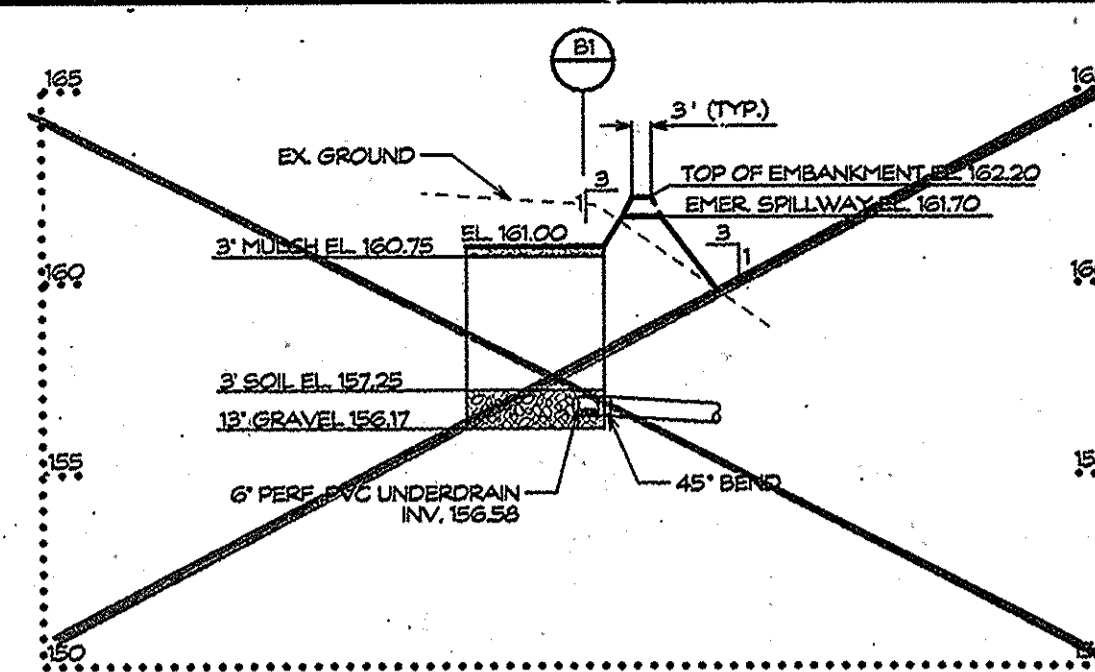 B1
165
3' (TYP.)
EX. GROUND
3
1
TOP OF EMBANKMENT EL. 162.20
EMER. SPILLWAY EL. 161.70
EL. 161.00
3
1
3" MULSH EL. 160.75
160
3' SOIL EL. 157.25
13" GRAVEL 156.17
155
6" PERF. PVC UNDERDRAIN
INV. 156.58
45° BEND
150